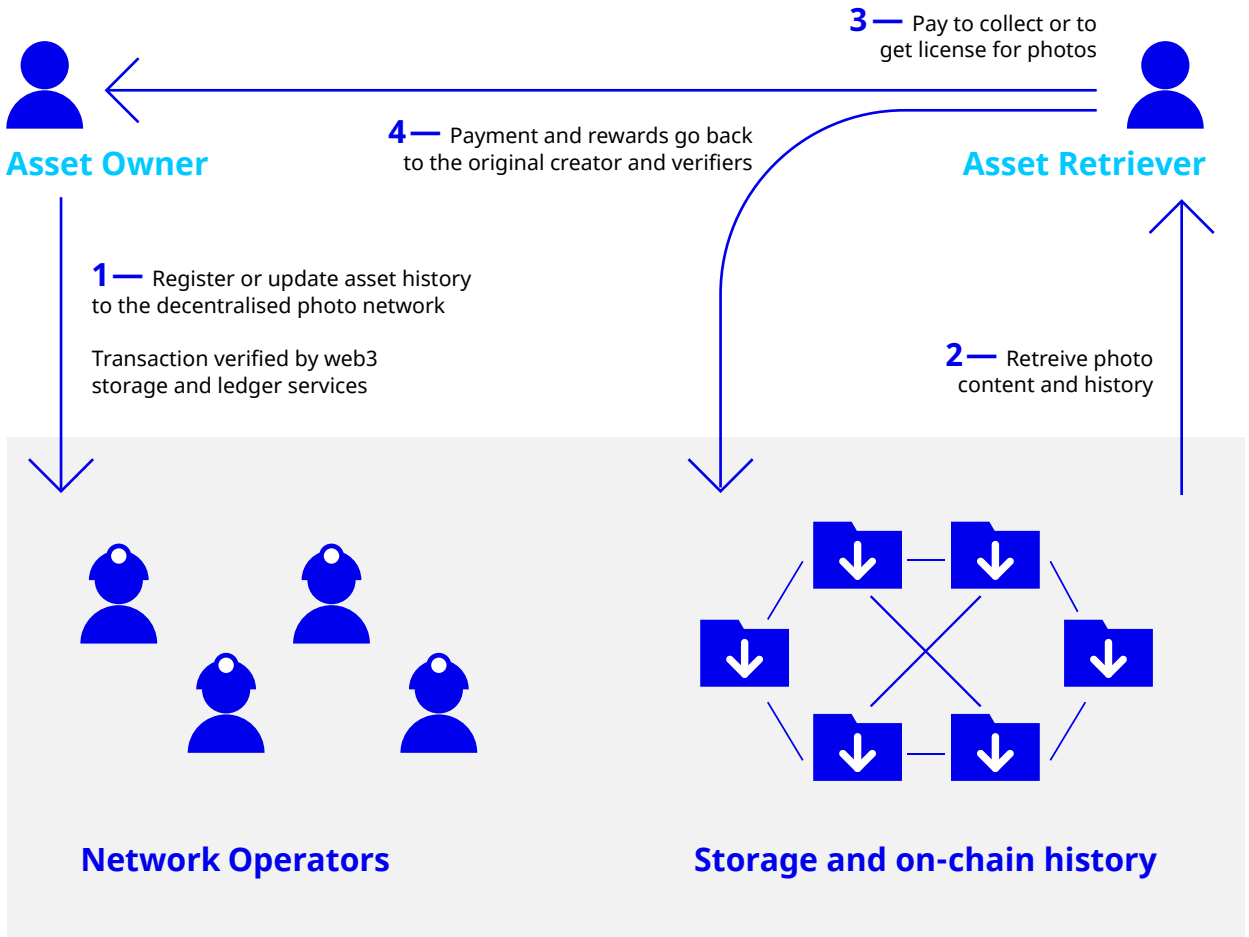 3— Pay to collect or to
get license for photos
4— Payment and rewards go back
to the original creator and verifiers
Asset Owner
Asset Retriever
1— Register or update asset history
to the decentralised photo network
Transaction verified by web3
storage and ledger services
2— Retreive photo
content and history
Network Operators
Storage and on-chain history